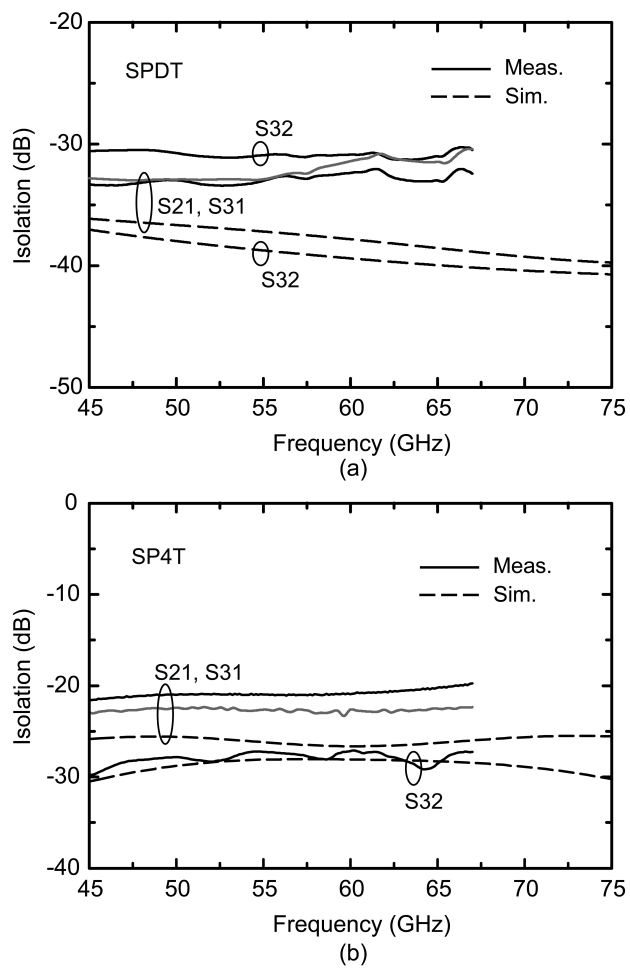 -20
SPDT
Meas.
Sim.
-30
S32
Isolation (dB)
S21, S31
-40
S32
-50
45 50 55 60 65 70 75
Frequency (GHz)
(a)
0
SP4T
Meas.
Sim.
-10
Isolation (dB)
S21, S31
-20
-30
S32
-40
45 50 55 60 65 70 75
Frequency (GHz)
(b)